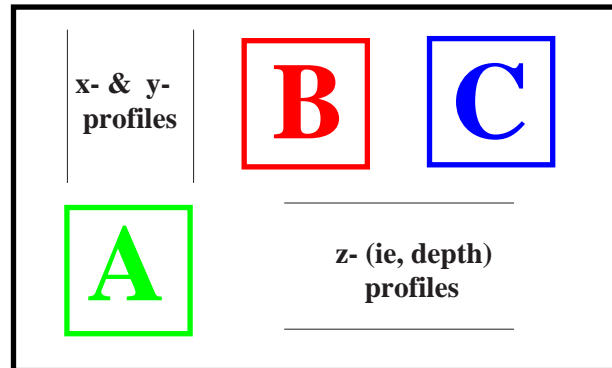 x- & y-
profiles
B
C
A
z- (ie, depth)
profiles